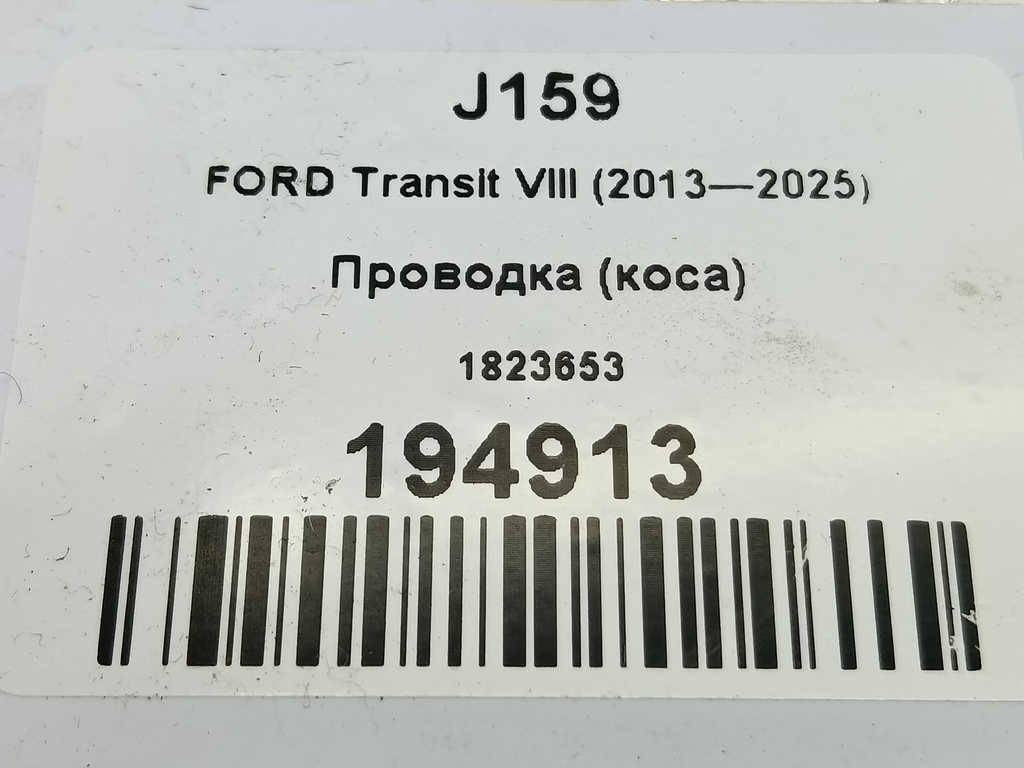 J159
FORD Transit VIII (2013—2025)
Проводка (коса)
1823653
194913